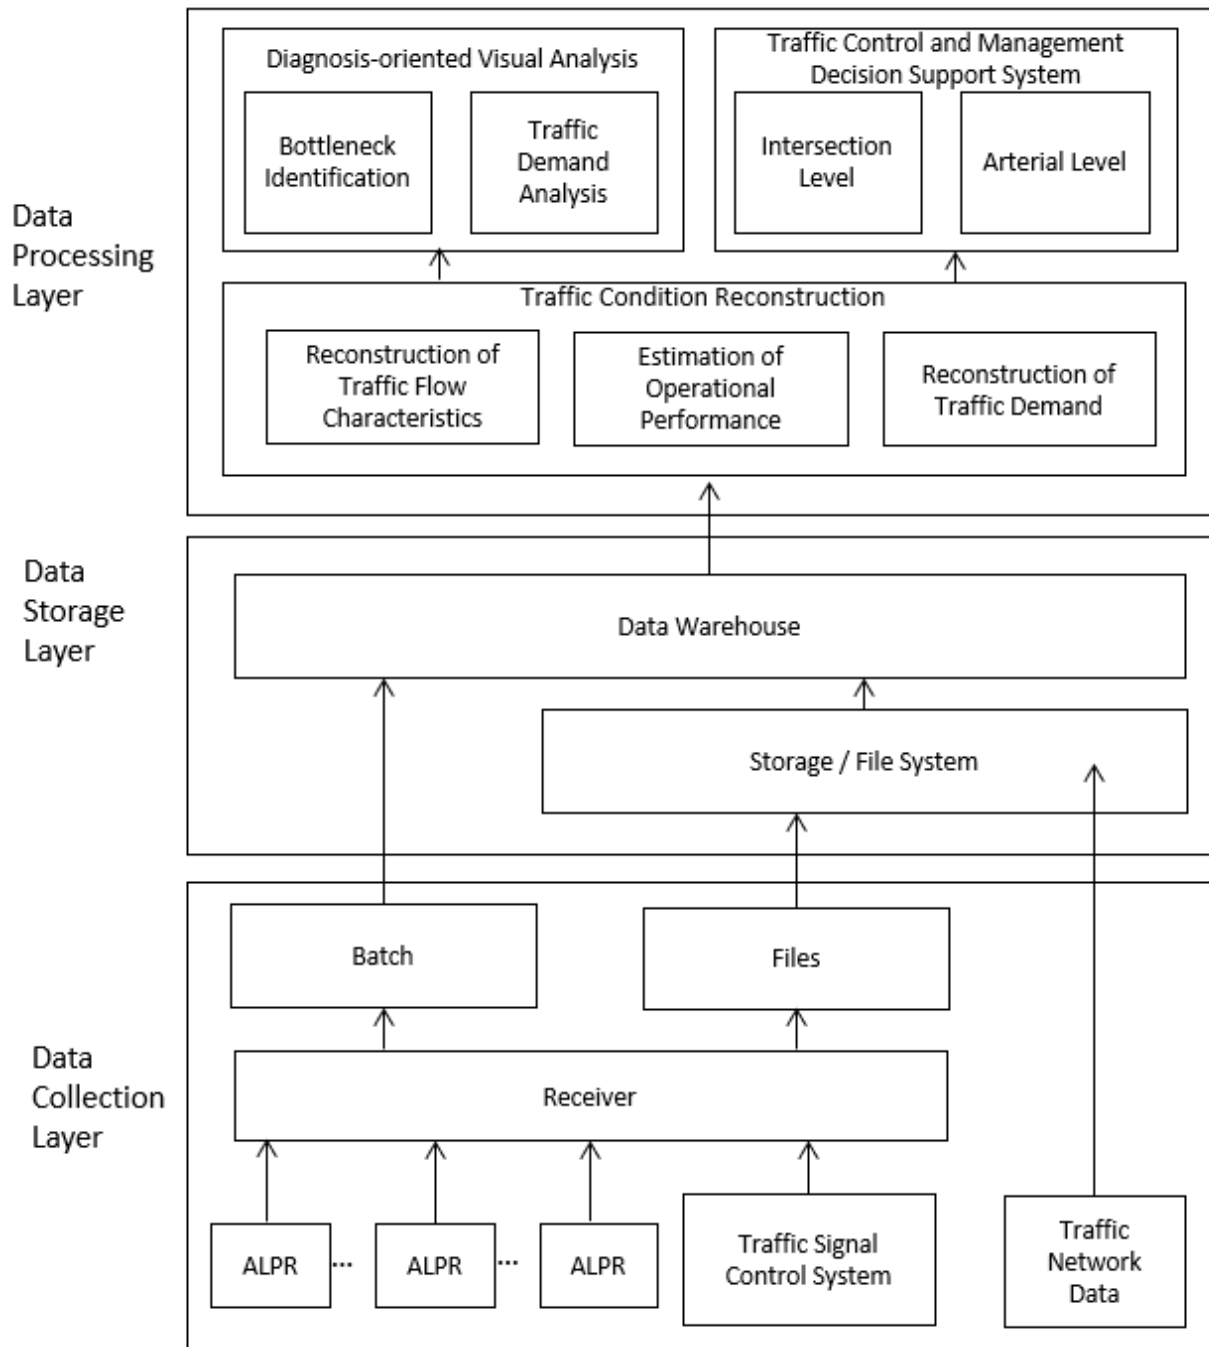 Data
Processing
Layer
Diagnosis-oriented Visual Analysis
Bottleneck
Identification
Traffic
Demand
Analysis
Traffic Control and Management
Decision Support System
Intersection
Level
Arterial Level
Traffic Condition Reconstruction
Reconstruction of
Traffic Flow
Characteristics
Estimation of
Operational
Performance
Reconstruction of
Traffic Demand
Data
Storage
Layer
Data Warehouse
Storage / File System
Data
Collection
Layer
Batch
Files
Receiver
ALPR
...
ALPR
...
ALPR
Traffic Signal
Control System
Traffic
Network
Data